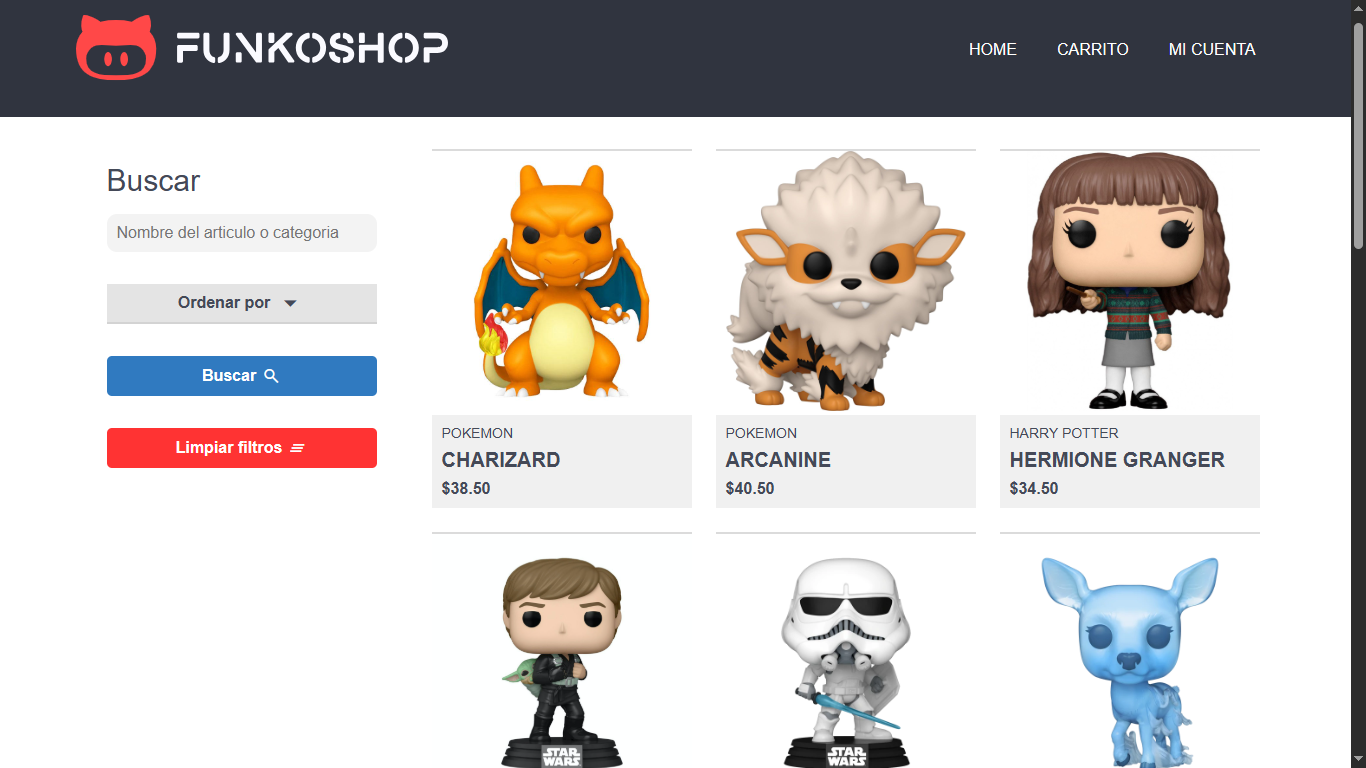 FUNKOSHOP
HOME CARRITO MI CUENTA
Buscar
Nombre del articulo o categoria
Ordenar por
Buscar
Limpiar filtros
POKEMON
CHARIZARD
$38.50
POKEMON
ARCANINE
$40.50
HARRY POTTER
HERMIONE GRANGER
$34.50
STAR
WARS
STAR
WARS